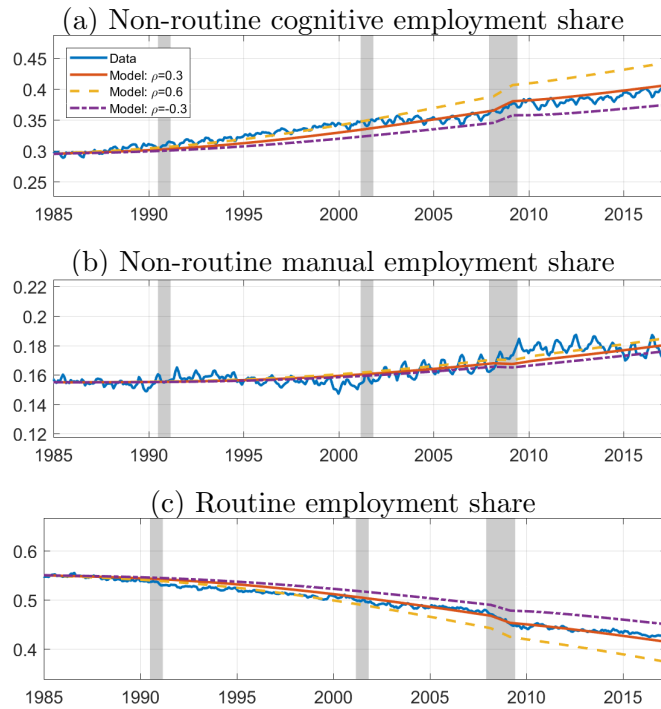 (a) Non-routine cognitive employment share
Data
Model: ρ=0.3
Model: ρ=0.6
Model: ρ=-0.3
0.45
0.4
0.35
0.3
0.25
1985 1990 1995 2000 2005 2010 2015
(b) Non-routine manual employment share
0.22
0.2
0.18
0.16
0.14
0.12
1985 1990 1995 2000 2005 2010 2015
(c) Routine employment share
0.6
0.5
0.4
1985 1990 1995 2000 2005 2010 2015